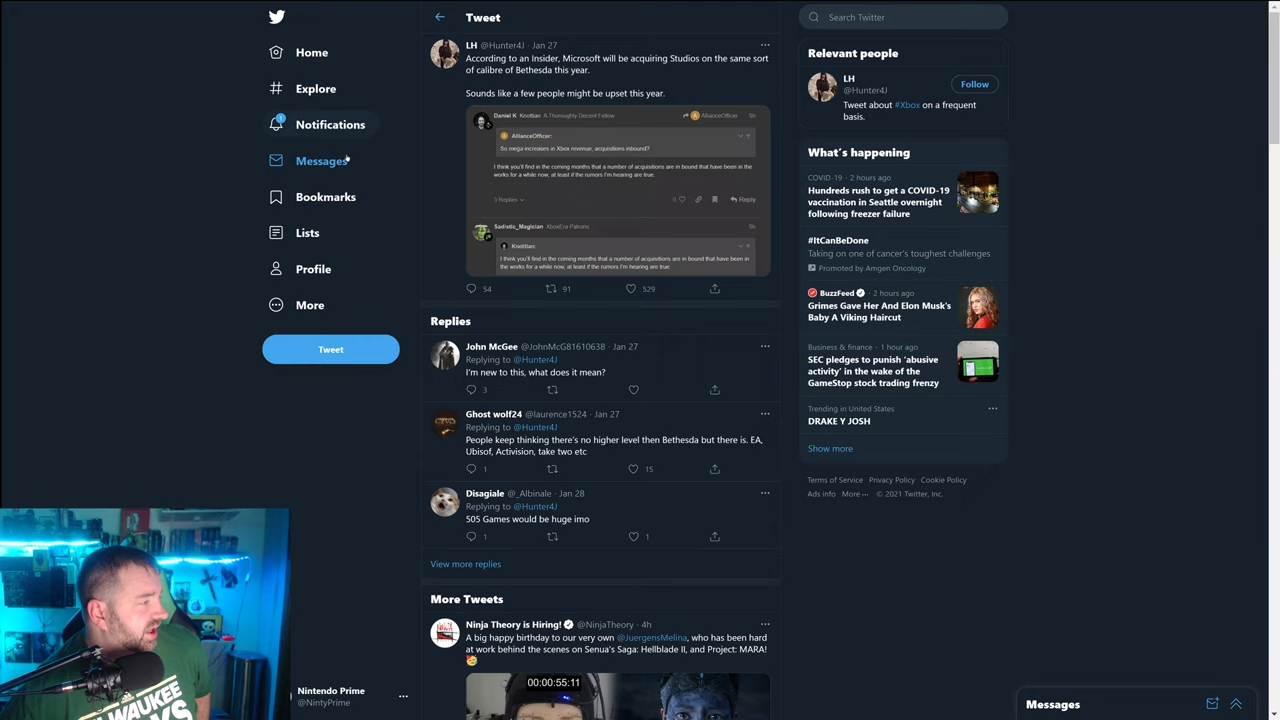 Home
Explore
1
Notifications
Messages
Bookmarks
Lists
Profile
More
Tweet
Nintendo Prime
@NintyPrime
Tweet
LH @Hunter4J · Jan 27
According to an Insider, Microsoft will be acquiring Studios on the same sort
of calibre of Bethesda this year.
Sounds like a few people might be upset this year.
Daniel K Knottian A Thoroughly Decent Fellow
AllianceOfficer
5h
AllianceOfficer:
So mega increases in Xbox revenue, acquisitions inbound?
I think you'll find in the coming months that a number of acquisitions are in bound that have been in
the works for a while now, at least if the rumors I'm hearing are true.
3 Replies
0
Reply
Sadistic_Magician XboxEra Patrons
5h
Knottian:
I think you'll find in the coming months that a number of acquisitions are in bound that have been in
the works for a while now, at least if the rumors I'm hearing are true.
54 91 529
Replies
John McGee @JohnMcG81610638 · Jan 27
Replying to @Hunter4J
I'm new to this, what does it mean?
3
Ghost wolf24 @laurence1524 · Jan 27
Replying to @Hunter4J
People keep thinking there's no higher level then Bethesda but there is. EA,
Ubisof, Activision, take two etc
1 15
Disagiale @_Albinale · Jan 28
Replying to @Hunter4J
505 Games would be huge imo
1 1
View more replies
More Tweets
Ninja Theory is Hiring! @NinjaTheory · 4h
A big happy birthday to our very own @JuergensMelina, who has been hard
at work behind the scenes on Senua's Saga: Hellblade II, and Project: MARA!
00:00:55:11
Search Twitter
Relevant people
LH
@Hunter4J
Follow
Tweet about #Xbox on a frequent
basis.
What's happening
COVID-19 · 2 hours ago
Hundreds rush to get a COVID-19
vaccination in Seattle overnight
following freezer failure
#ItCanBeDone
Taking on one of cancer's toughest challenges
Promoted by Amgen Oncology
BuzzFeed · 2 hours ago
Grimes Gave Her And Elon Musk's
Baby A Viking Haircut
Business & finance · 1 hour ago
SEC pledges to punish 'abusive
activity' in the wake of the
GameStop stock trading frenzy
Trending in United States
DRAKE Y JOSH
Show more
Terms of Service Privacy Policy Cookie Policy
Ads info More © 2021 Twitter, Inc.
Messages